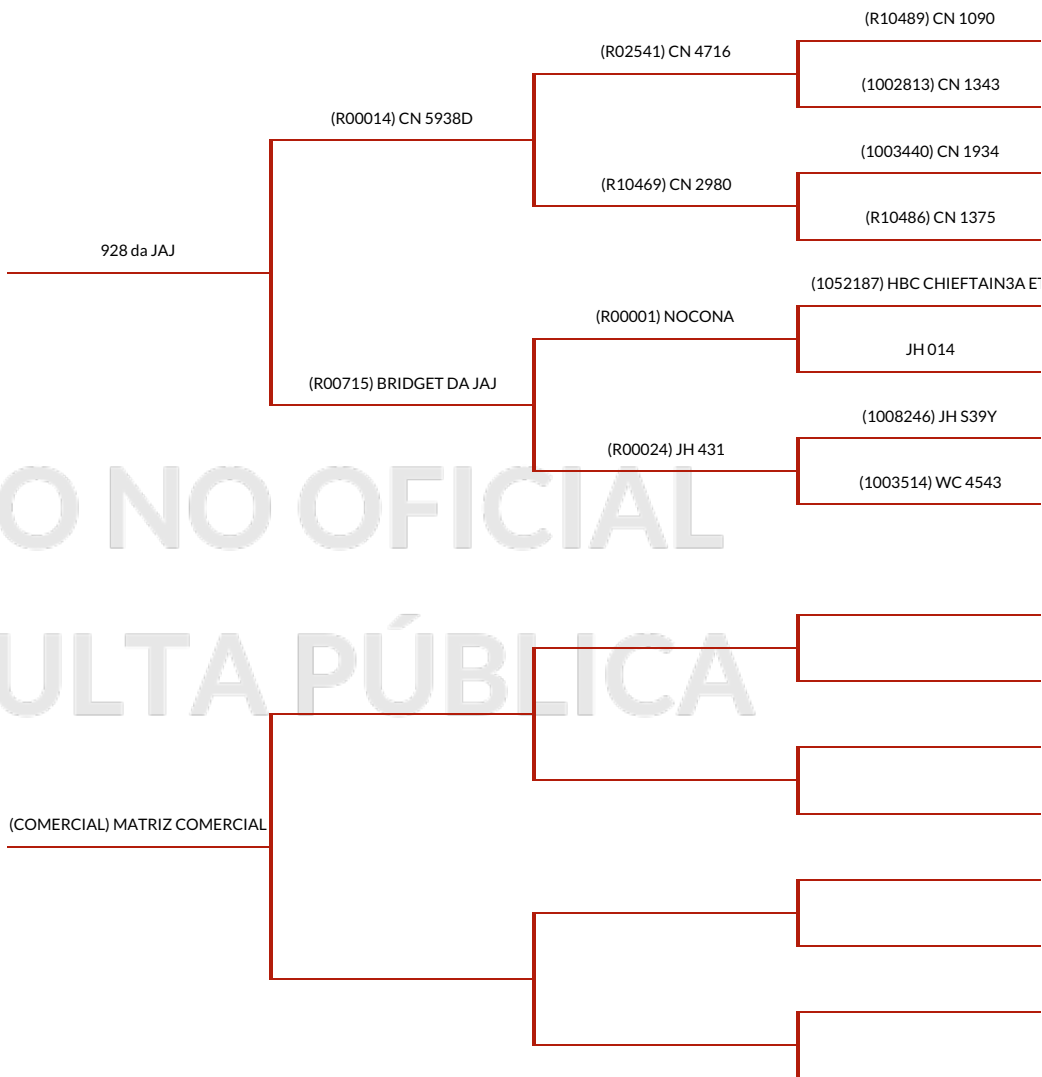 (R10489) CN 1090
(R02541) CN 4716
(1002813) CN 1343
(R00014) CN 5938D
(1003440) CN 1934
(R10469) CN 2980
(R10486) CN 1375
928 da JAJ
(1052187) HBC CHIEFTAIN3A ET
(R00001) NOCONA
JH 014
(R00715) BRIDGET DA JAJ
(1008246) JH S39Y
(R00024) JH 431
(1003514) WC 4543
O NO OFICIAL
ULTA PÚBLICA
(COMERCIAL) MATRIZ COMERCIAL